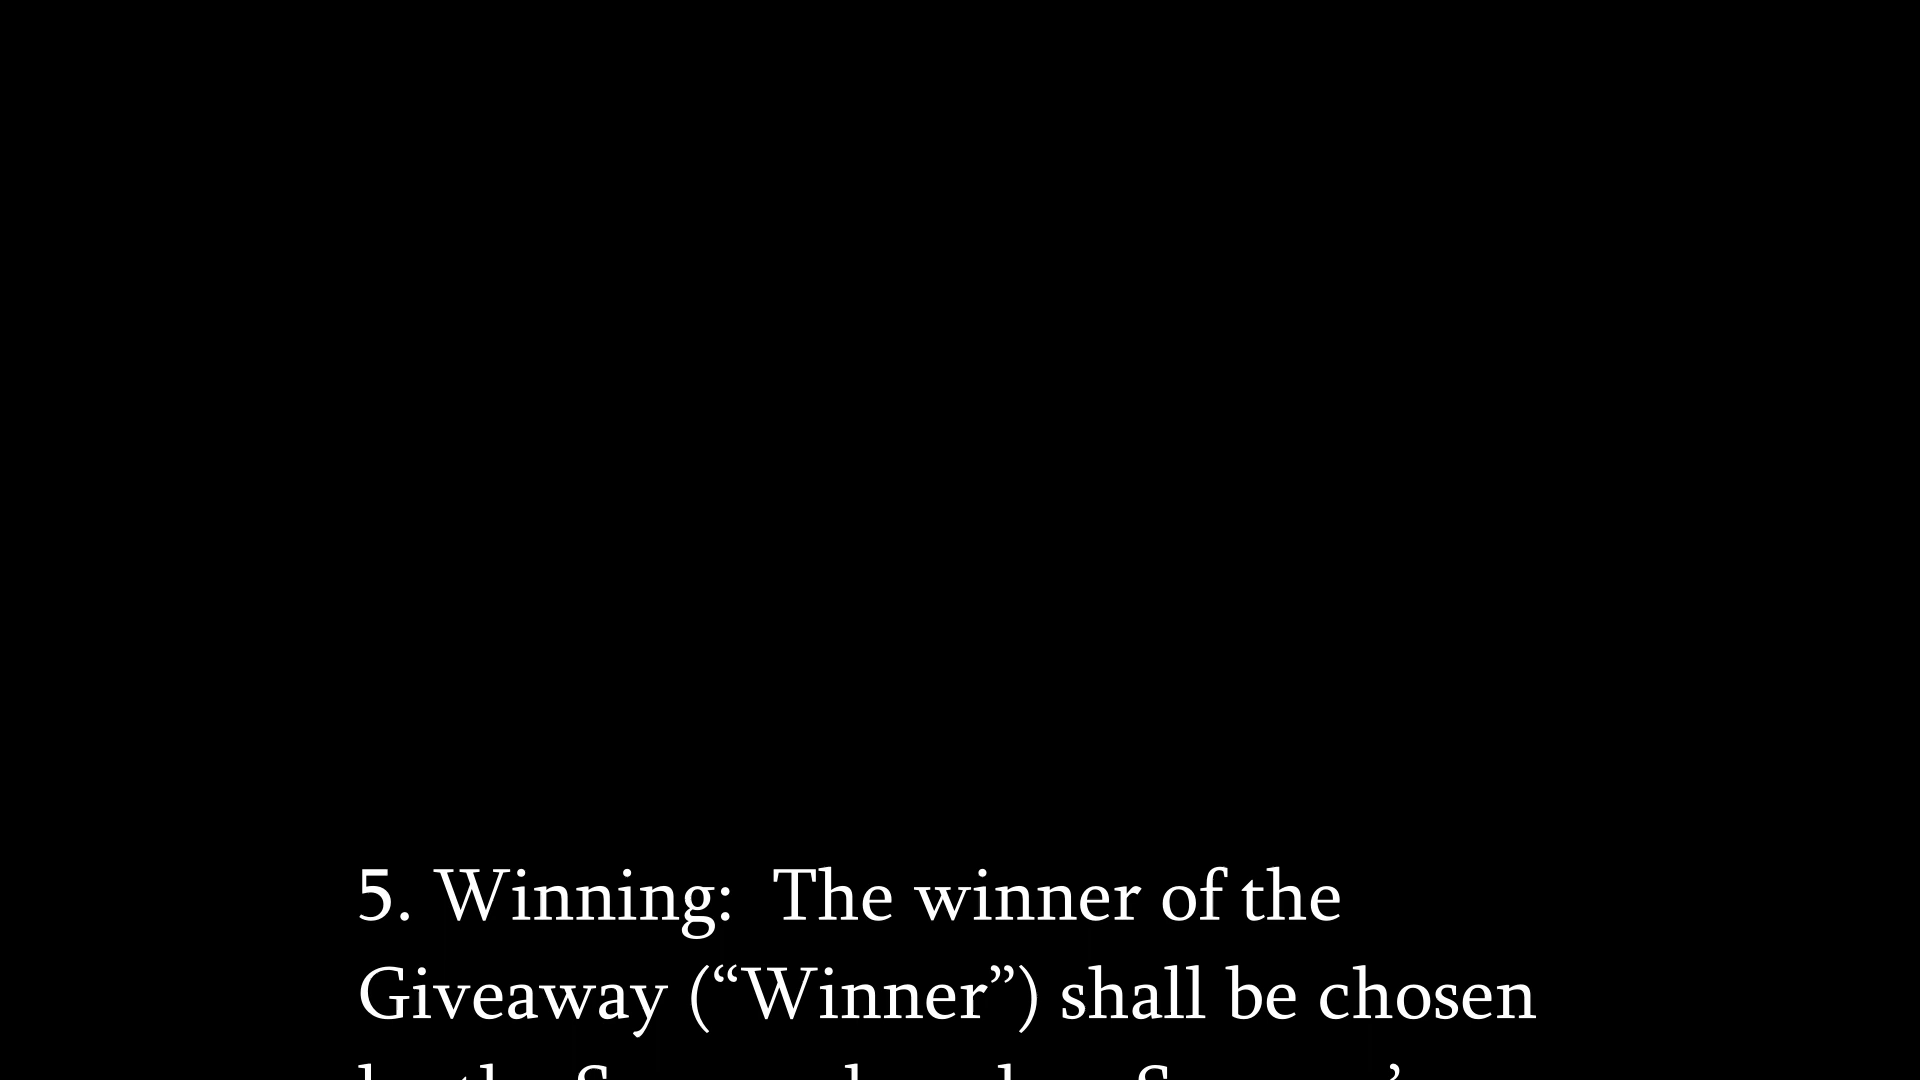 5. Winning:  The winner of the
Giveaway (“Winner”) shall be chosen